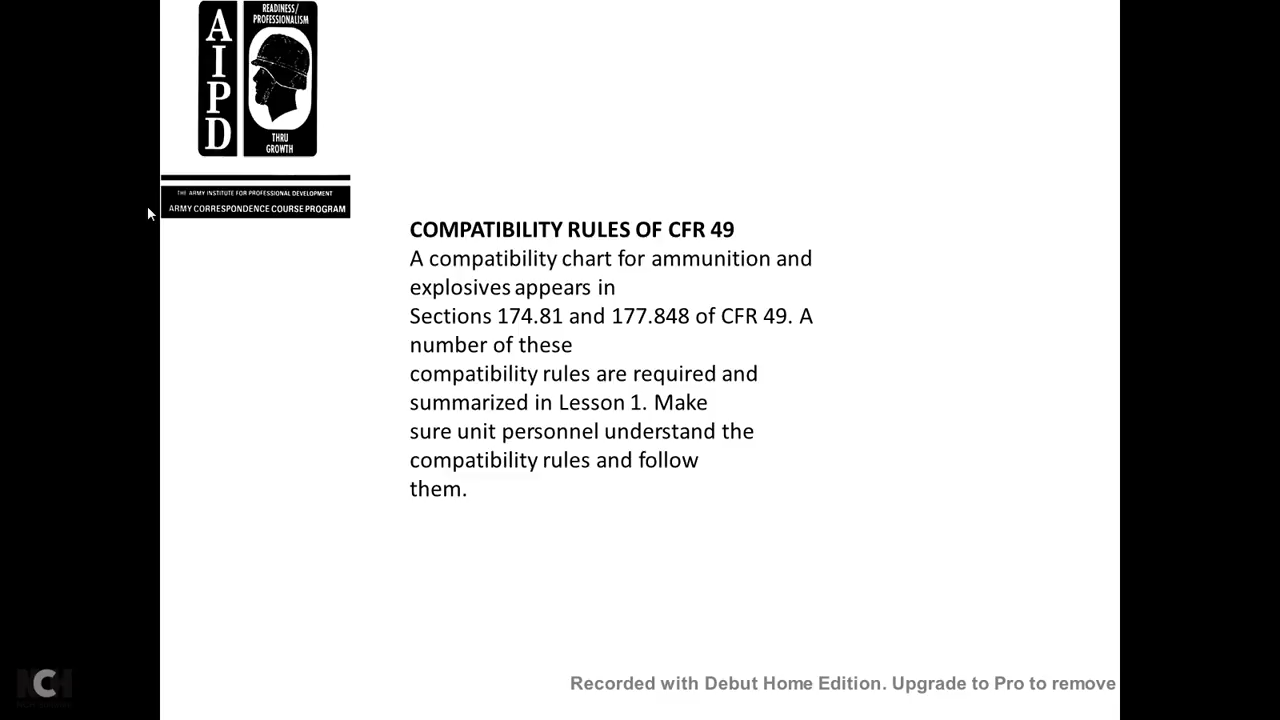 READINESS/
PROFESSIONALISM
AIPD
THRU
GROWTH
THE ARMY INSTITUTE FOR PROFESSIONAL DEVELOPMENT
ARMY CORRESPONDENCE COURSE PROGRAM
COMPATIBILITY RULES OF CFR 49
A compatibility chart for ammunition and
explosives appears in
Sections 174.81 and 177.848 of CFR 49. A
number of these
compatibility rules are required and
summarized in Lesson 1. Make
sure unit personnel understand the
compatibility rules and follow
them.
Recorded with Debut Home Edition. Upgrade to Pro to remove